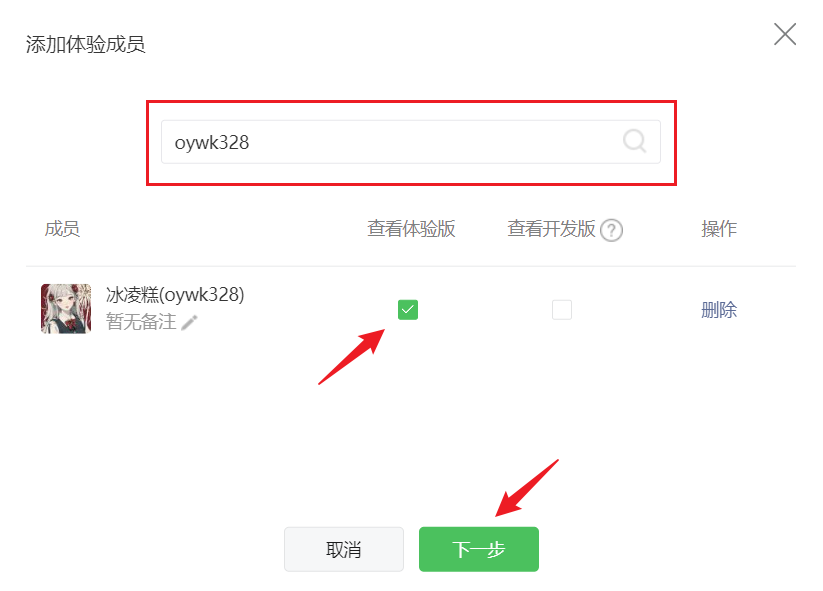 添加体验成员
oywk328
成员 查看体验版 查看开发版 ? 操作
冰凌糕(oywk328)
暂无备注
删除
取消 下一步